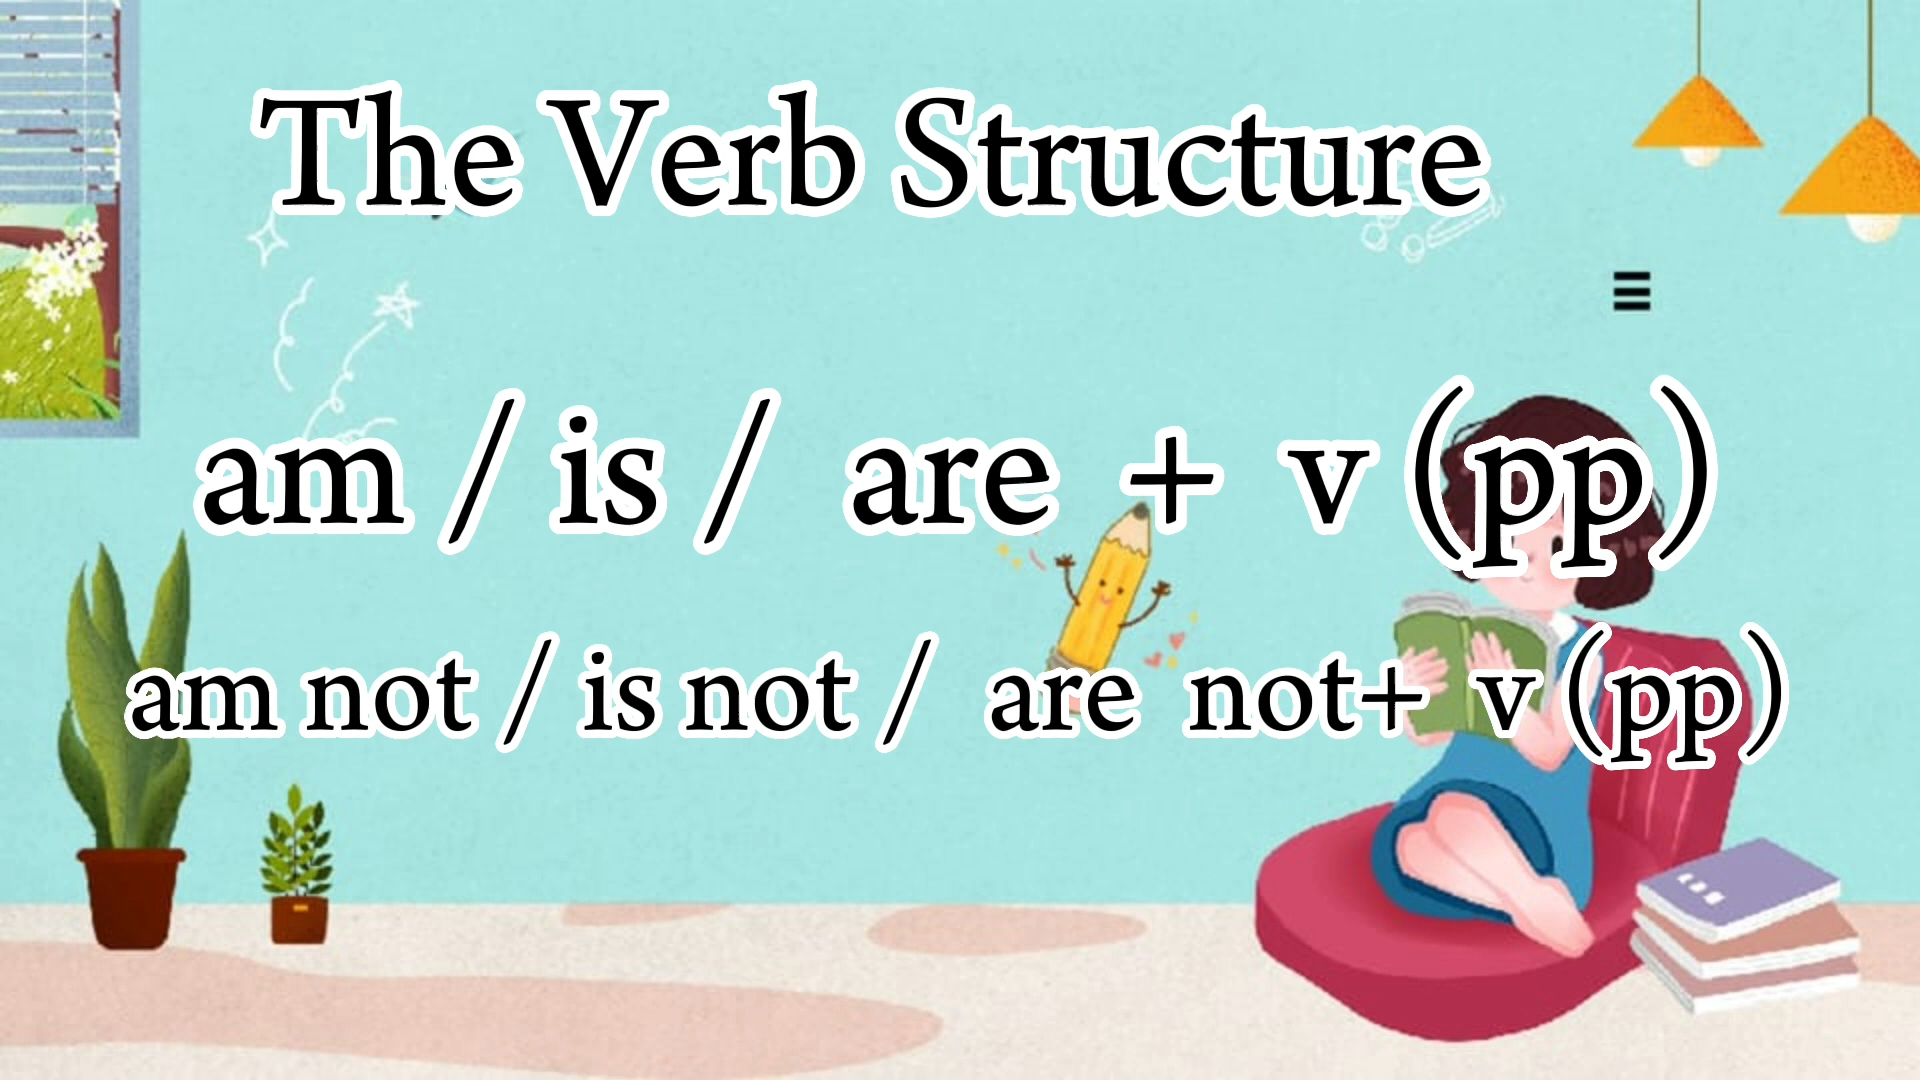 The Verb Structure
am / is / are + v (pp)
am not / is not / are not+ v (pp)